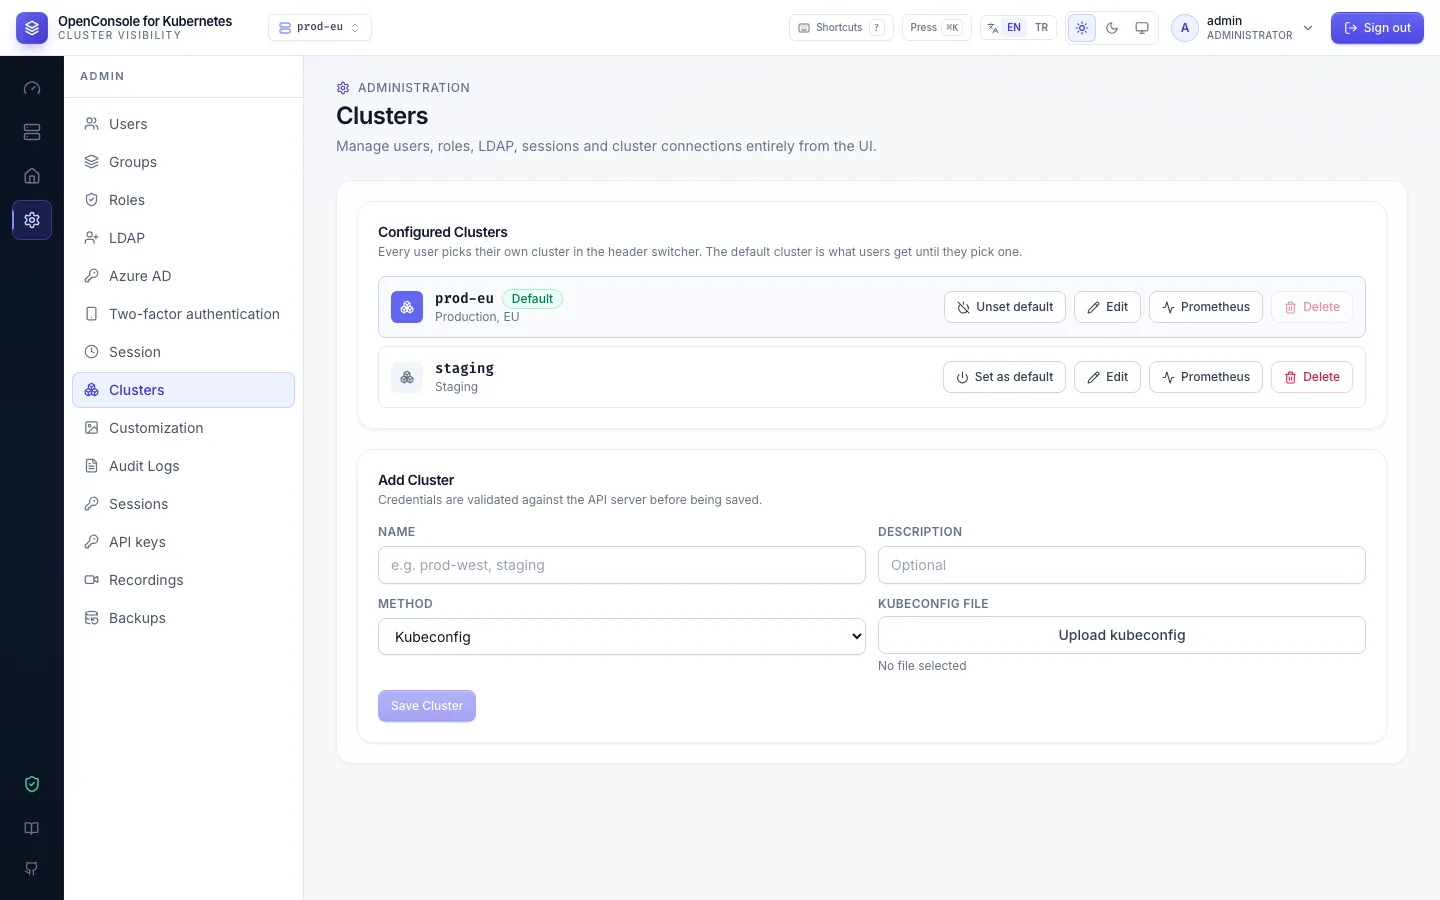 OpenConsole for Kubernetes
CLUSTER VISIBILITY
prod-eu
Shortcuts ?
Press ⌘K
EN TR
A
admin
ADMINISTRATOR
Sign out
ADMIN
Users
Groups
Roles
LDAP
Azure AD
Two-factor authentication
Session
Clusters
Customization
Audit Logs
Sessions
API keys
Recordings
Backups
ADMINISTRATION
Clusters
Manage users, roles, LDAP, sessions and cluster connections entirely from the UI.
Configured Clusters
Every user picks their own cluster in the header switcher. The default cluster is what users get until they pick one.
prod-eu Default
Production, EU
Unset default Edit Prometheus Delete
staging
Staging
Set as default Edit Prometheus Delete
Add Cluster
Credentials are validated against the API server before being saved.
NAME
e.g. prod-west, staging
DESCRIPTION
Optional
METHOD
Kubeconfig
KUBECONFIG FILE
Upload kubeconfig
No file selected
Save Cluster